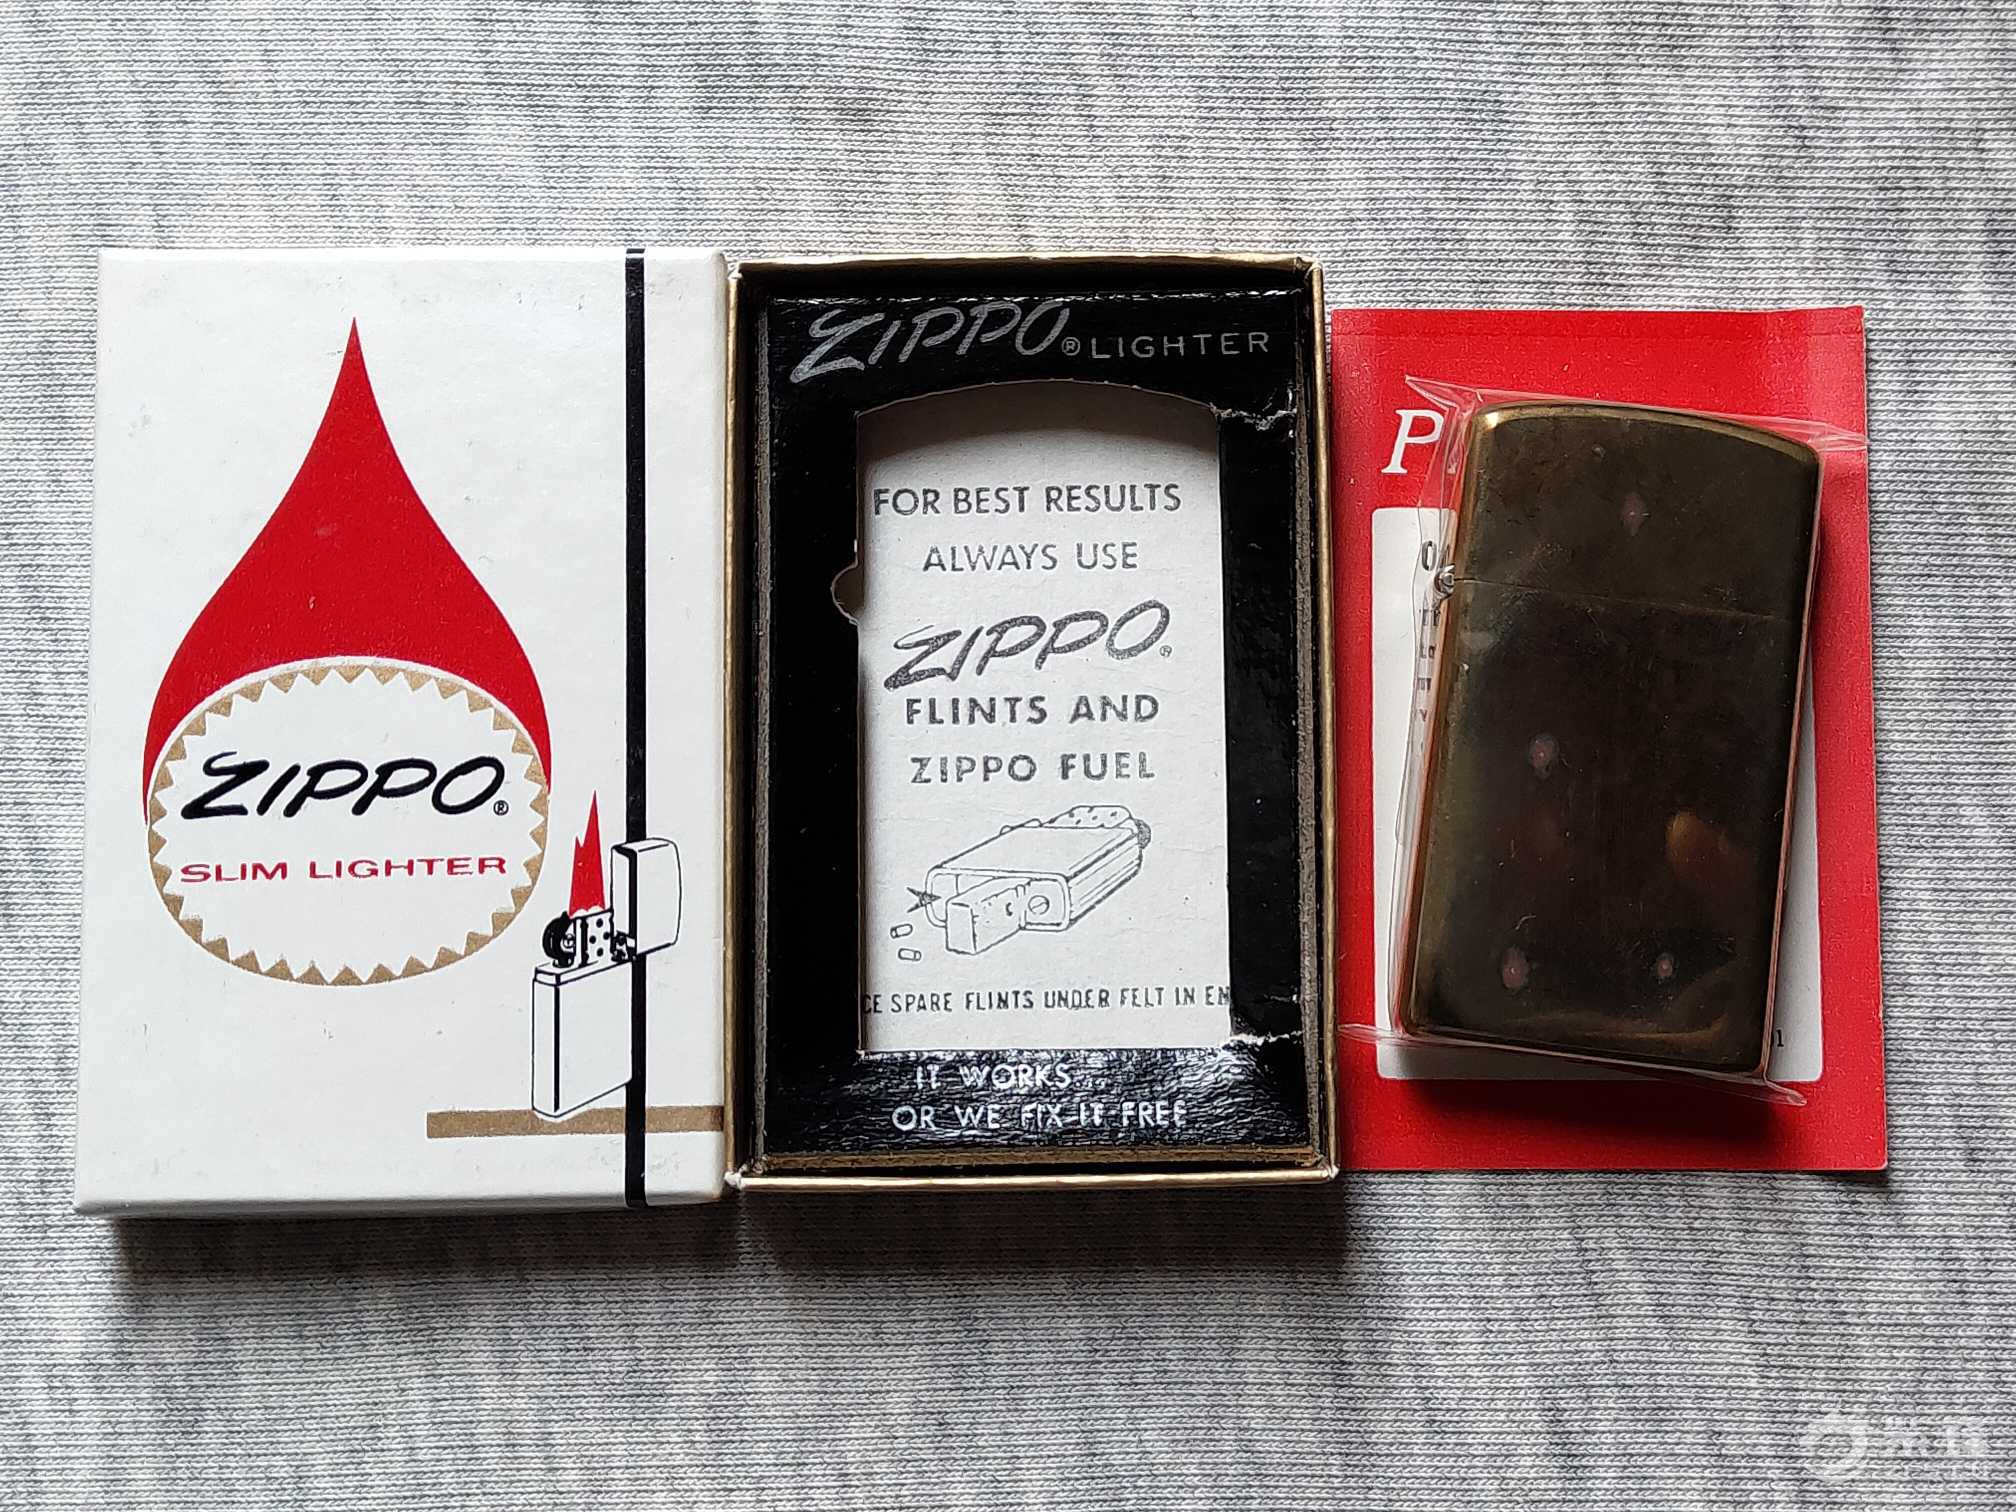 ZIPPO®
SLIM LIGHTER
ZIPPO® LIGHTER
FOR BEST RESULTS
ALWAYS USE
ZIPPO®
FLINTS AND
ZIPPO FUEL
SPARE FLINTS UNDER FELT IN
IT WORKS...
OR WE FIX IT FREE